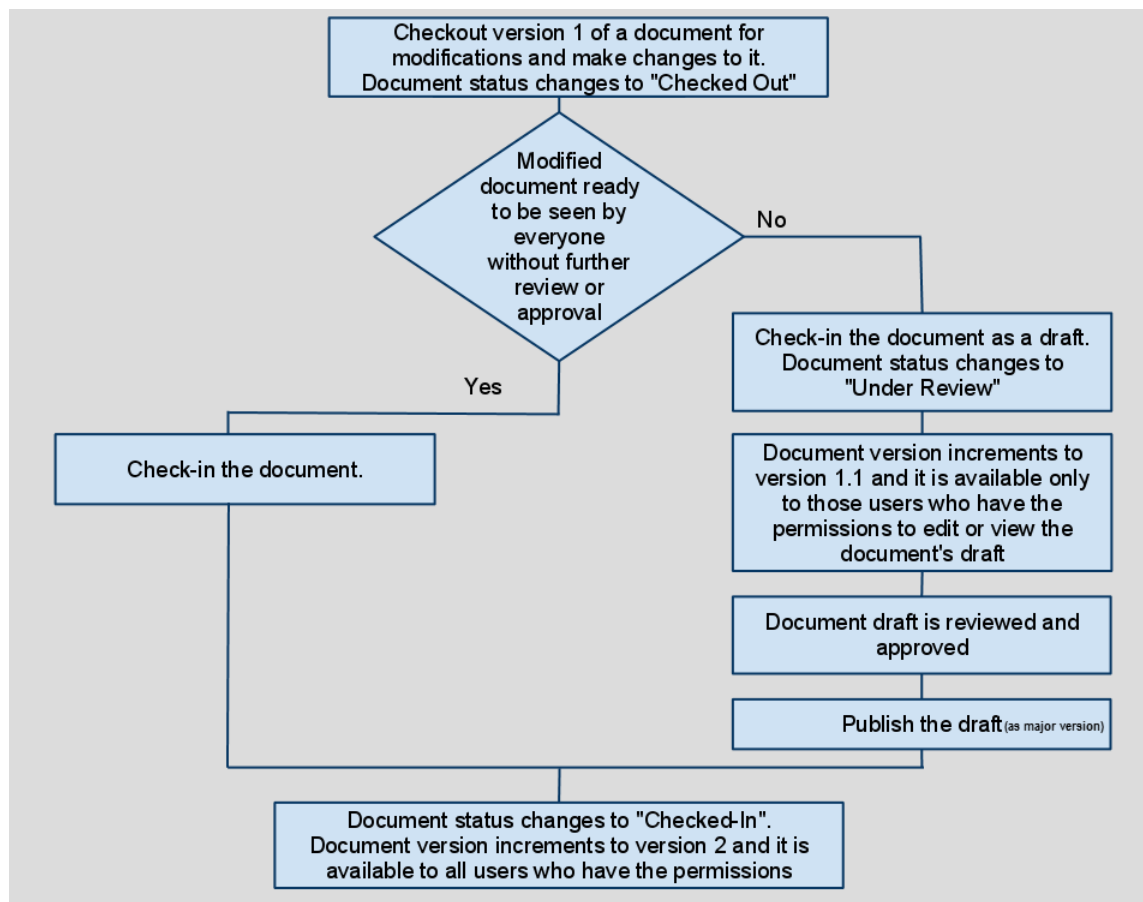 Checkout version 1 of a document for
modifications and make changes to it.
Document status changes to "Checked Out"
Modified
document ready
to be seen by
everyone
without further
review or
approval
No
Yes
Check-in the document as a draft.
Document status changes to
"Under Review"
Check-in the document.
Document version increments to
version 1.1 and it is available only
to those users who have the
permissions to edit or view the
document's draft
Document draft is reviewed and
approved
Publish the draft (as major version)
Document status changes to "Checked-In".
Document version increments to version 2 and it is
available to all users who have the permissions